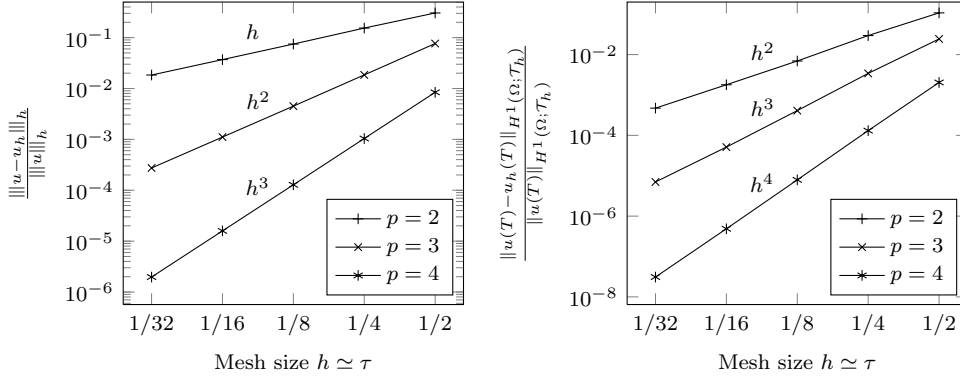 10^{-1}
10^{-2}
10^{-3}
10^{-4}
10^{-5}
10^{-6}
|||u−u_h|||_h
|||u|||_h
h
h^2
h^3
p = 2
p = 3
p = 4
1/32 1/16 1/8 1/4 1/2
Mesh size h ≃ τ
10^{-2}
10^{-4}
10^{-6}
10^{-8}
‖u(T)−u_h(T)‖_{H^1(Ω;𝒯_h)}
‖u(T)‖_{H^1(Ω;𝒯_h)}
h^2
h^3
h^4
p = 2
p = 3
p = 4
1/32 1/16 1/8 1/4 1/2
Mesh size h ≃ τ